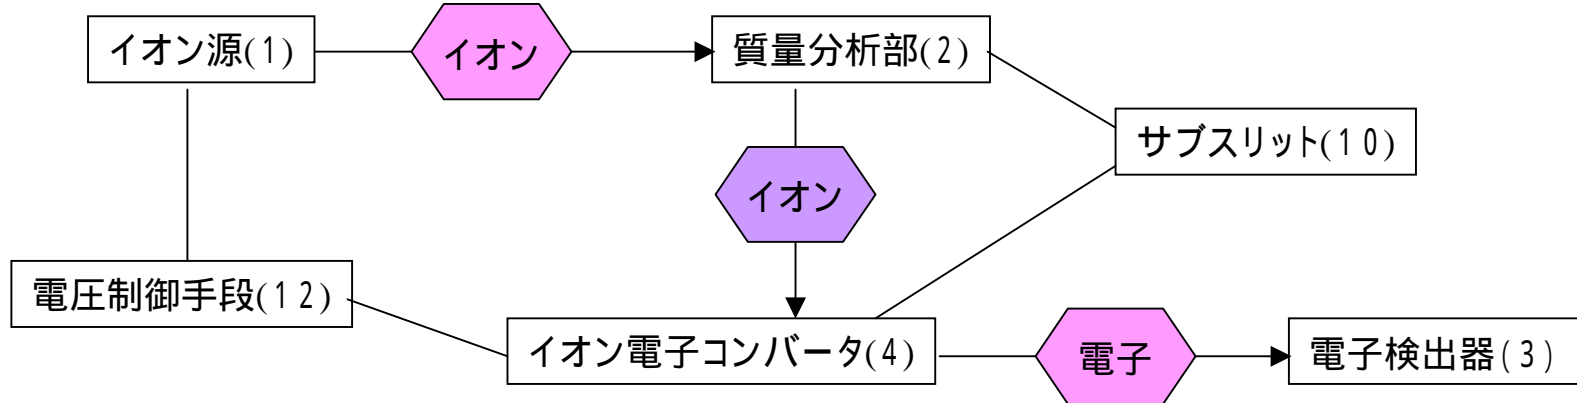 イオン源(1)
イオン
質量分析部(2)
サブスリット(10)
イオン
電圧制御手段(12)
イオン電子コンバータ(4)
電子
電子検出器(3)